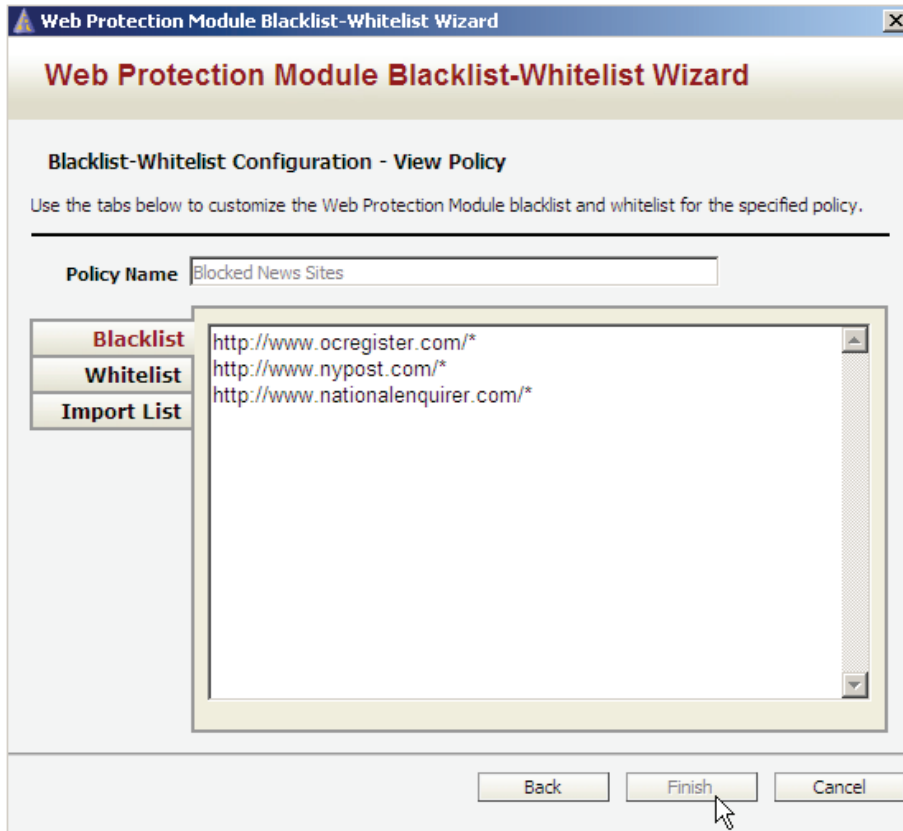 Web Protection Module Blacklist-Whitelist Wizard
Web Protection Module Blacklist-Whitelist Wizard
Blacklist-Whitelist Configuration - View Policy
Use the tabs below to customize the Web Protection Module blacklist and whitelist for the specified policy.
Policy Name Blocked News Sites
Blacklist
Whitelist
Import List
http://www.ocregister.com/*
http://www.nypost.com/*
http://www.nationalenquirer.com/*
Back Finish Cancel